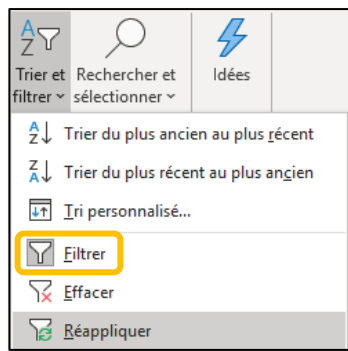 Trier et Rechercher et Idées
filtrer sélectionner
Trier du plus ancien au plus récent
Trier du plus récent au plus ancien
Tri personnalisé...
Filtrer
Effacer
Réappliquer